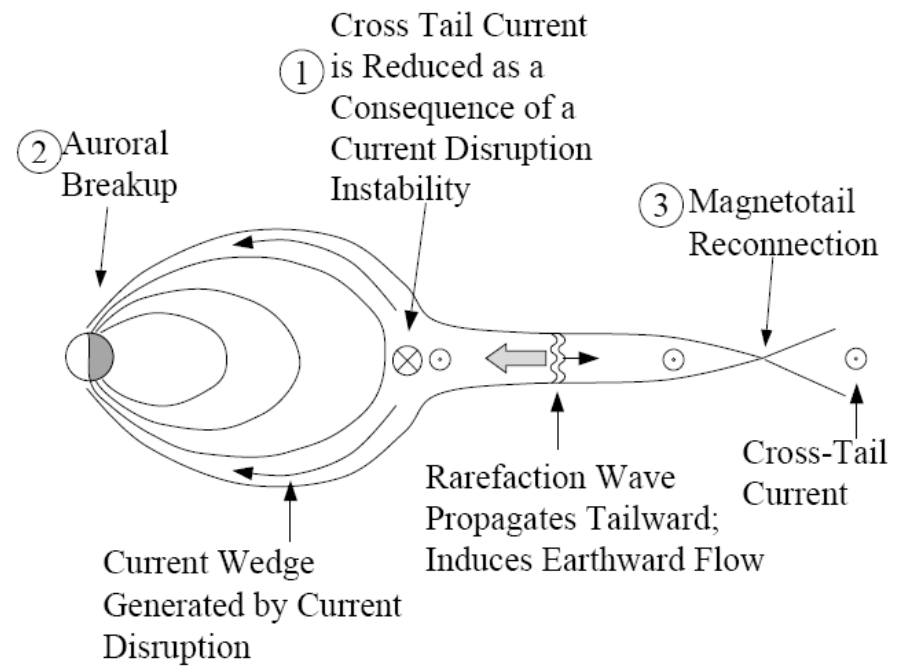 1 Cross Tail Current
is Reduced as a
Consequence of a
Current Disruption
Instability
2 Auroral
Breakup
3 Magnetotail
Reconnection
Cross-Tail
Current
Rarefaction Wave
Propagates Tailward;
Induces Earthward Flow
Current Wedge
Generated by Current
Disruption